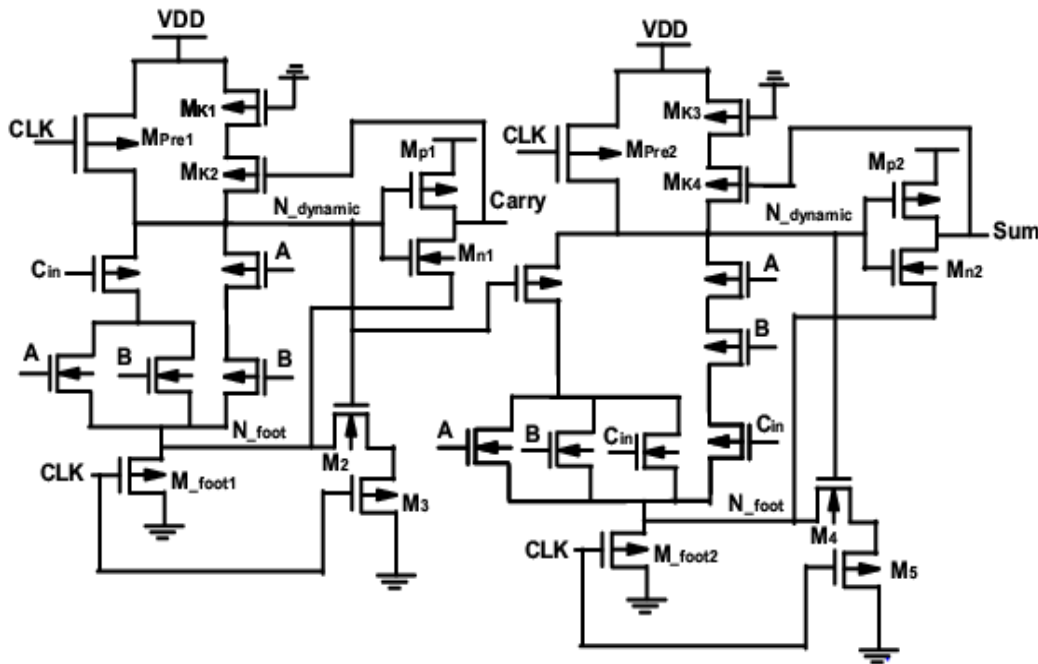 VDD
MK1
CLK
MPre1
MK2
Mp1
N_dynamic
Carry
Mn1
Cin
A
A
B
B
N_foot
M2
CLK
M_foot1
M3
VDD
MK3
CLK
MPre2
MK4
Mp2
N_dynamic
Sum
Mn2
A
B
A
B
Cin
Cin
N_foot
M4
CLK
M_foot2
M5